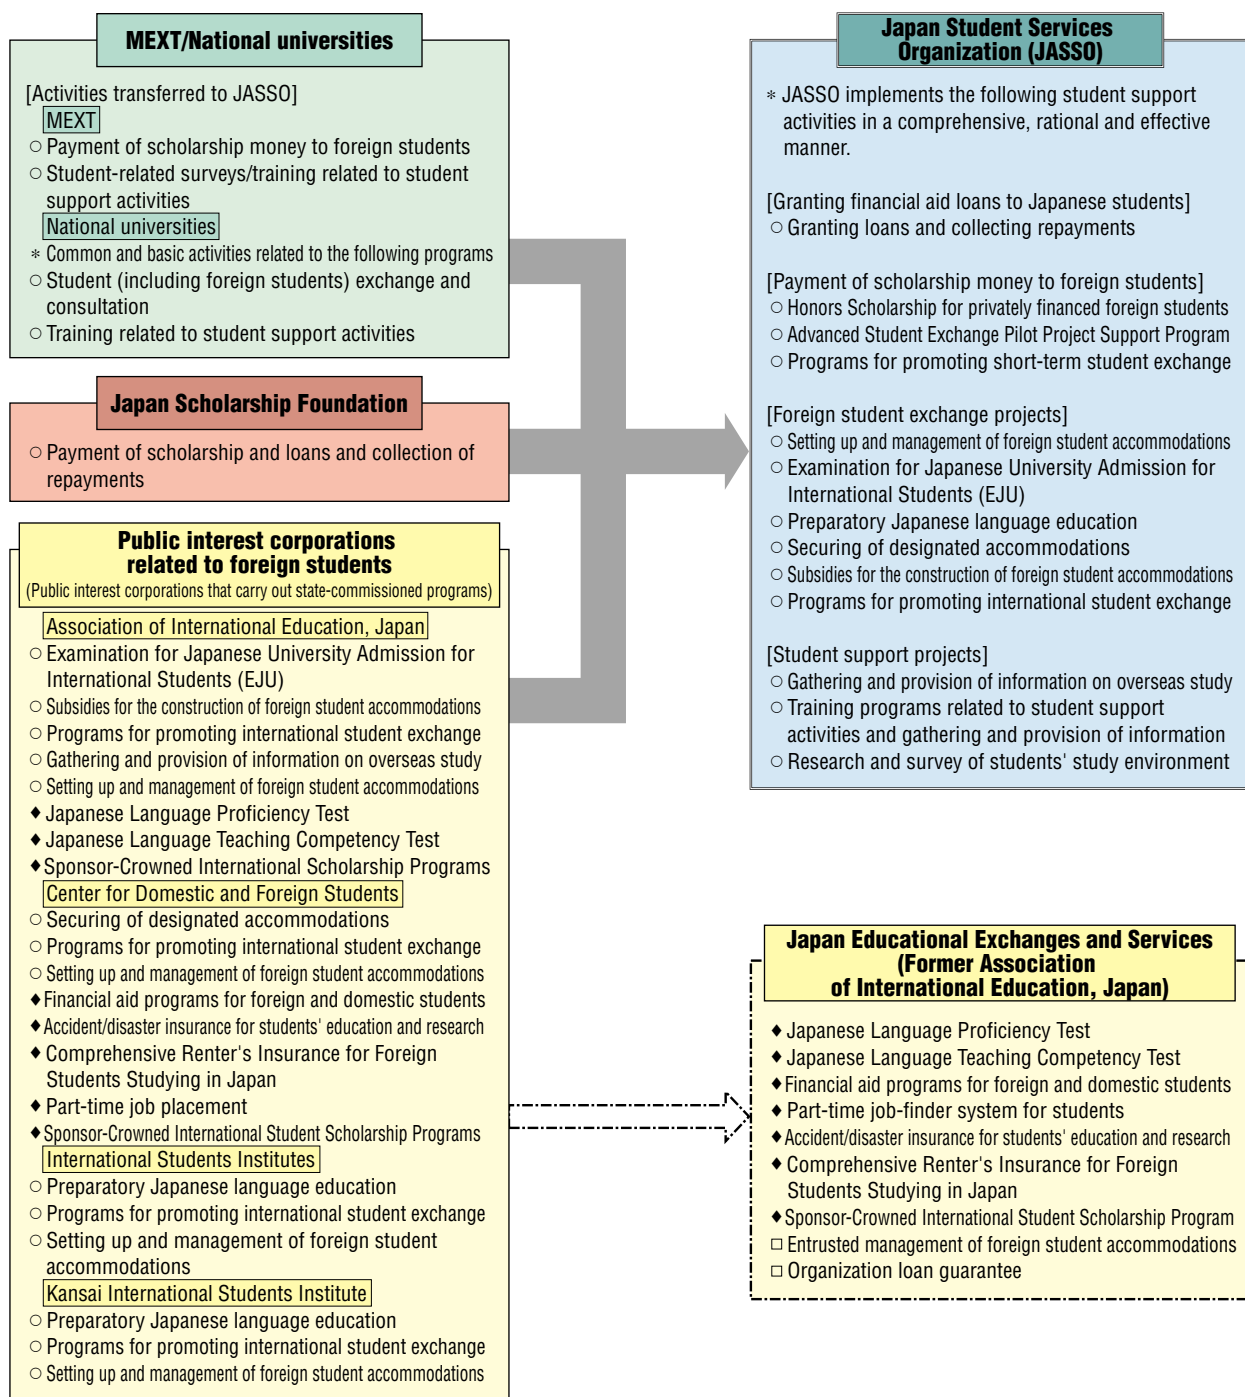 MEXT/National universities
[Activities transferred to JASSO]
MEXT
○ Payment of scholarship money to foreign students
○ Student-related surveys/training related to student
support activities
National universities
* Common and basic activities related to the following programs
○ Student (including foreign students) exchange and
consultation
○ Training related to student support activities
Japan Scholarship Foundation
○ Payment of scholarship and loans and collection of
repayments
Public interest corporations
related to foreign students
(Public interest corporations that carry out state-commissioned programs)
Association of International Education, Japan
○ Examination for Japanese University Admission for
International Students (EJU)
○ Subsidies for the construction of foreign student accommodations
○ Programs for promoting international student exchange
○ Gathering and provision of information on overseas study
○ Setting up and management of foreign student accommodations
♦ Japanese Language Proficiency Test
♦ Japanese Language Teaching Competency Test
♦ Sponsor-Crowned International Scholarship Programs
Center for Domestic and Foreign Students
○ Securing of designated accommodations
○ Programs for promoting international student exchange
○ Setting up and management of foreign student accommodations
♦ Financial aid programs for foreign and domestic students
♦ Accident/disaster insurance for students' education and research
♦ Comprehensive Renter's Insurance for Foreign
Students Studying in Japan
♦ Part-time job placement
♦ Sponsor-Crowned International Student Scholarship Programs
International Students Institutes
○ Preparatory Japanese language education
○ Programs for promoting international student exchange
○ Setting up and management of foreign student
accommodations
Kansai International Students Institute
○ Preparatory Japanese language education
○ Programs for promoting international student exchange
○ Setting up and management of foreign student accommodations
Japan Student Services
Organization (JASSO)
* JASSO implements the following student support
activities in a comprehensive, rational and effective
manner.
[Granting financial aid loans to Japanese students]
○ Granting loans and collecting repayments
[Payment of scholarship money to foreign students]
○ Honors Scholarship for privately financed foreign students
○ Advanced Student Exchange Pilot Project Support Program
○ Programs for promoting short-term student exchange
[Foreign student exchange projects]
○ Setting up and management of foreign student accommodations
○ Examination for Japanese University Admission for
International Students (EJU)
○ Preparatory Japanese language education
○ Securing of designated accommodations
○ Subsidies for the construction of foreign student accommodations
○ Programs for promoting international student exchange
[Student support projects]
○ Gathering and provision of information on overseas study
○ Training programs related to student support
activities and gathering and provision of information
○ Research and survey of students' study environment
Japan Educational Exchanges and Services
(Former Association
of International Education, Japan)
♦ Japanese Language Proficiency Test
♦ Japanese Language Teaching Competency Test
♦ Financial aid programs for foreign and domestic students
♦ Part-time job-finder system for students
♦ Accident/disaster insurance for students' education and research
♦ Comprehensive Renter's Insurance for Foreign
Students Studying in Japan
♦ Sponsor-Crowned International Student Scholarship Program
□ Entrusted management of foreign student accommodations
□ Organization loan guarantee